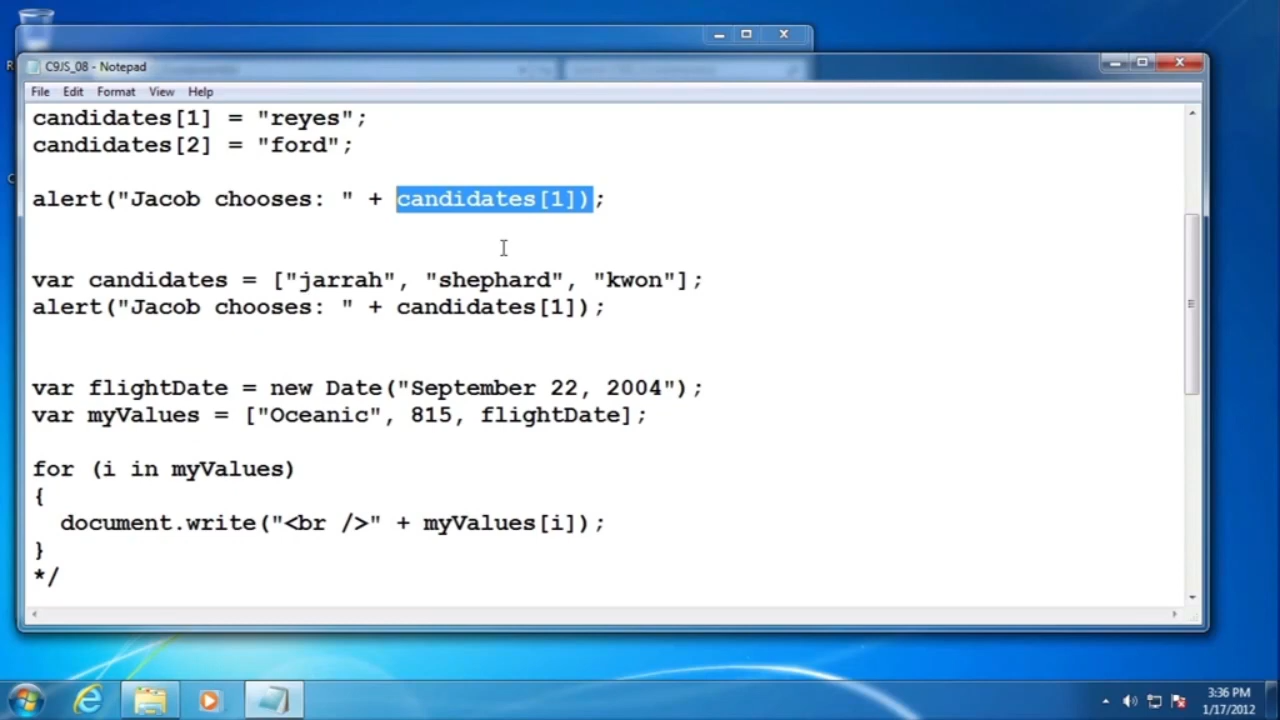 C9JS_08 - Notepad
File Edit Format View Help
candidates[1] = "reyes";
candidates[2] = "ford";
alert("Jacob chooses: " + candidates[1]);
var candidates = ["jarrah", "shephard", "kwon"];
alert("Jacob chooses: " + candidates[1]);
var flightDate = new Date("September 22, 2004");
var myValues = ["Oceanic", 815, flightDate];
for (i in myValues)
{
document.write("<br />" + myValues[i]);
}
*/
3:36 PM
1/17/2012